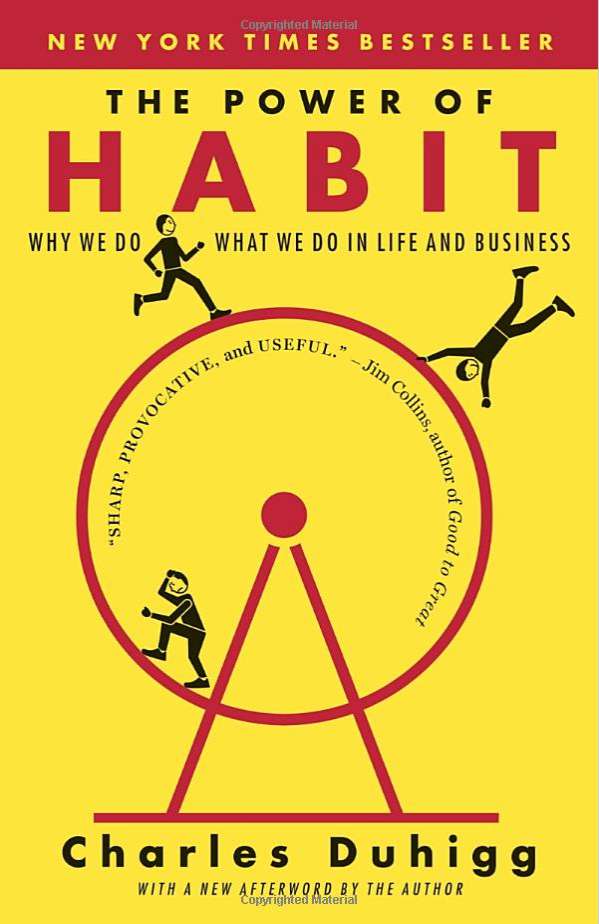 Copyrighted Material
NEW YORK TIMES BESTSELLER
THE POWER OF
HABIT
WHY WE DO WHAT WE DO IN LIFE AND BUSINESS
“SHARP, PROVOCATIVE, and USEFUL.” – Jim Collins, author of Good to Great
Charles Duhigg
WITH A NEW AFTERWORD BY THE AUTHOR
Copyrighted Material